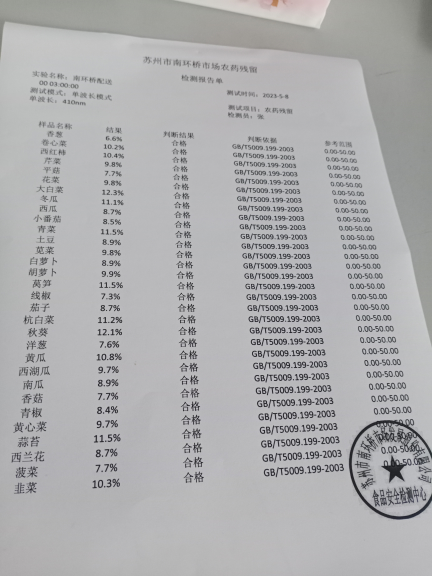 苏州市南环桥市场农药残留
检测报告单
实验名称：南环桥配送
00 03:00:00
测试时间：2023-5-8
测试模式：单波长模式
测试项目：农药残留
单波长：410nm
检测员：张
样品名称 结果 判断结果 判断依据 参考范围
香葱 6.6% 合格 GB/T5009.199-2003 0.00-50.00
卷心菜 10.2% 合格 GB/T5009.199-2003 0.00-50.00
西红柿 10.4% 合格 GB/T5009.199-2003 0.00-50.00
芹菜 9.8% 合格 GB/T5009.199-2003 0.00-50.00
平菇 7.7% 合格 GB/T5009.199-2003 0.00-50.00
花菜 9.8% 合格 GB/T5009.199-2003 0.00-50.00
大白菜 12.3% 合格 GB/T5009.199-2003 0.00-50.00
冬瓜 11.1% 合格 GB/T5009.199-2003 0.00-50.00
西瓜 8.7% 合格 GB/T5009.199-2003 0.00-50.00
小番茄 8.5% 合格 GB/T5009.199-2003 0.00-50.00
青菜 11.5% 合格 GB/T5009.199-2003 0.00-50.00
土豆 8.9% 合格 GB/T5009.199-2003 0.00-50.00
苋菜 9.8% 合格 GB/T5009.199-2003 0.00-50.00
白萝卜 8.9% 合格 GB/T5009.199-2003 0.00-50.00
胡萝卜 9.9% 合格 GB/T5009.199-2003 0.00-50.00
莴笋 11.5% 合格 GB/T5009.199-2003 0.00-50.00
线椒 7.3% 合格 GB/T5009.199-2003 0.00-50.00
茄子 8.7% 合格 GB/T5009.199-2003 0.00-50.00
杭白菜 11.2% 合格 GB/T5009.199-2003 0.00-50.00
秋葵 12.1% 合格 GB/T5009.199-2003 0.00-50.00
洋葱 7.6% 合格 GB/T5009.199-2003 0.00-50.00
黄瓜 10.8% 合格 GB/T5009.199-2003 0.00-50.00
西湖瓜 9.7% 合格 GB/T5009.199-2003 0.00-50.00
南瓜 8.9% 合格 GB/T5009.199-2003 0.00-50.00
香菇 7.7% 合格 GB/T5009.199-2003 0.00-50.00
青椒 8.4% 合格 GB/T5009.199-2003 0.00-50.00
黄心菜 9.7% 合格 GB/T5009.199-2003 0.00-50.00
蒜苔 11.5% 合格 GB/T5009.199-2003 0.00-50.00
西兰花 8.7% 合格 GB/T5009.199-2003 0.00-50.00
菠菜 7.7% 合格 GB/T5009.199-2003 0.00-50.00
韭菜 10.3% 合格 GB/T5009.199-2003 0.00-50.00
食品安全检测中心